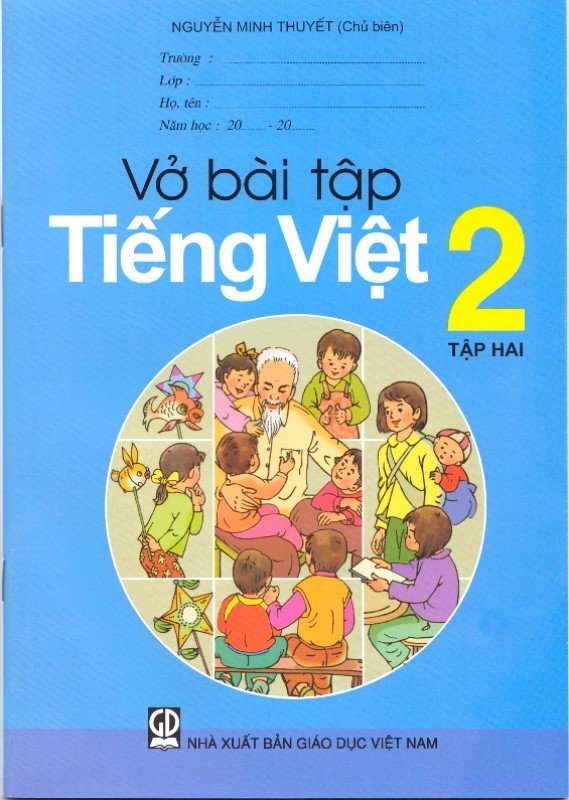 NGUYỄN MINH THUYẾT (Chủ biên)
Trường :
Lớp :
Họ, tên :
Năm học : 20....... - 20.......
Vở bài tập
Tiếng Việt 2
TẬP HAI
GD
NHÀ XUẤT BẢN GIÁO DỤC VIỆT NAM